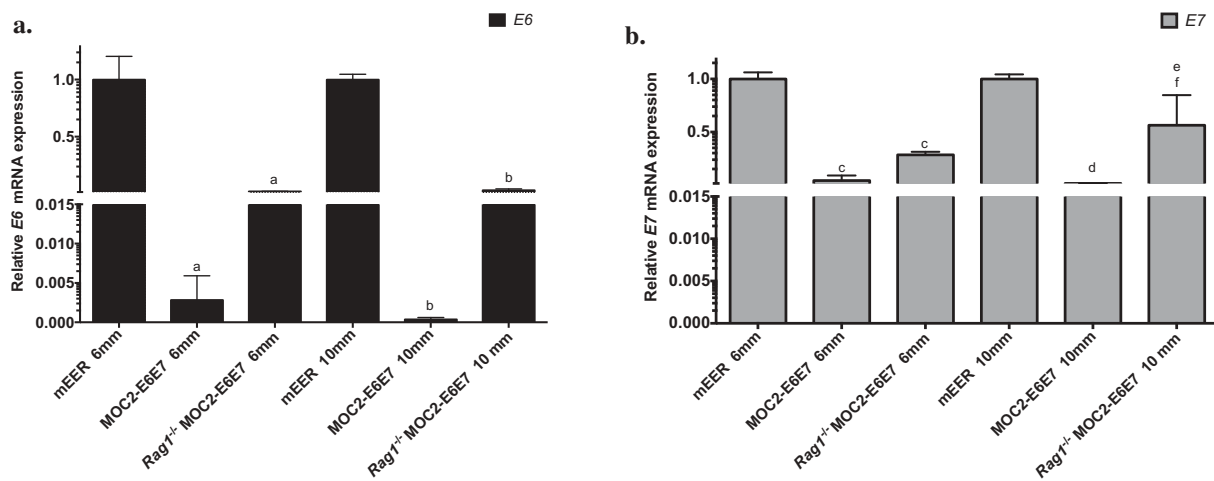 a.
E6
Relative E6 mRNA expression
1.0
0.5
0.015
0.010
0.005
0.000
a
a
b
b
mEER 6mm
MOC2-E6E7 6mm
Rag1-/- MOC2-E6E7 6mm
mEER 10mm
MOC2-E6E7 10mm
Rag1-/- MOC2-E6E7 10 mm
b.
E7
Relative E7 mRNA expression
1.0
0.5
0.015
0.010
0.005
0.000
c
c
d
e
f
mEER 6mm
MOC2-E6E7 6mm
Rag1-/- MOC2-E6E7 6mm
mEER 10mm
MOC2-E6E7 10mm
Rag1-/- MOC2-E6E7 10 mm